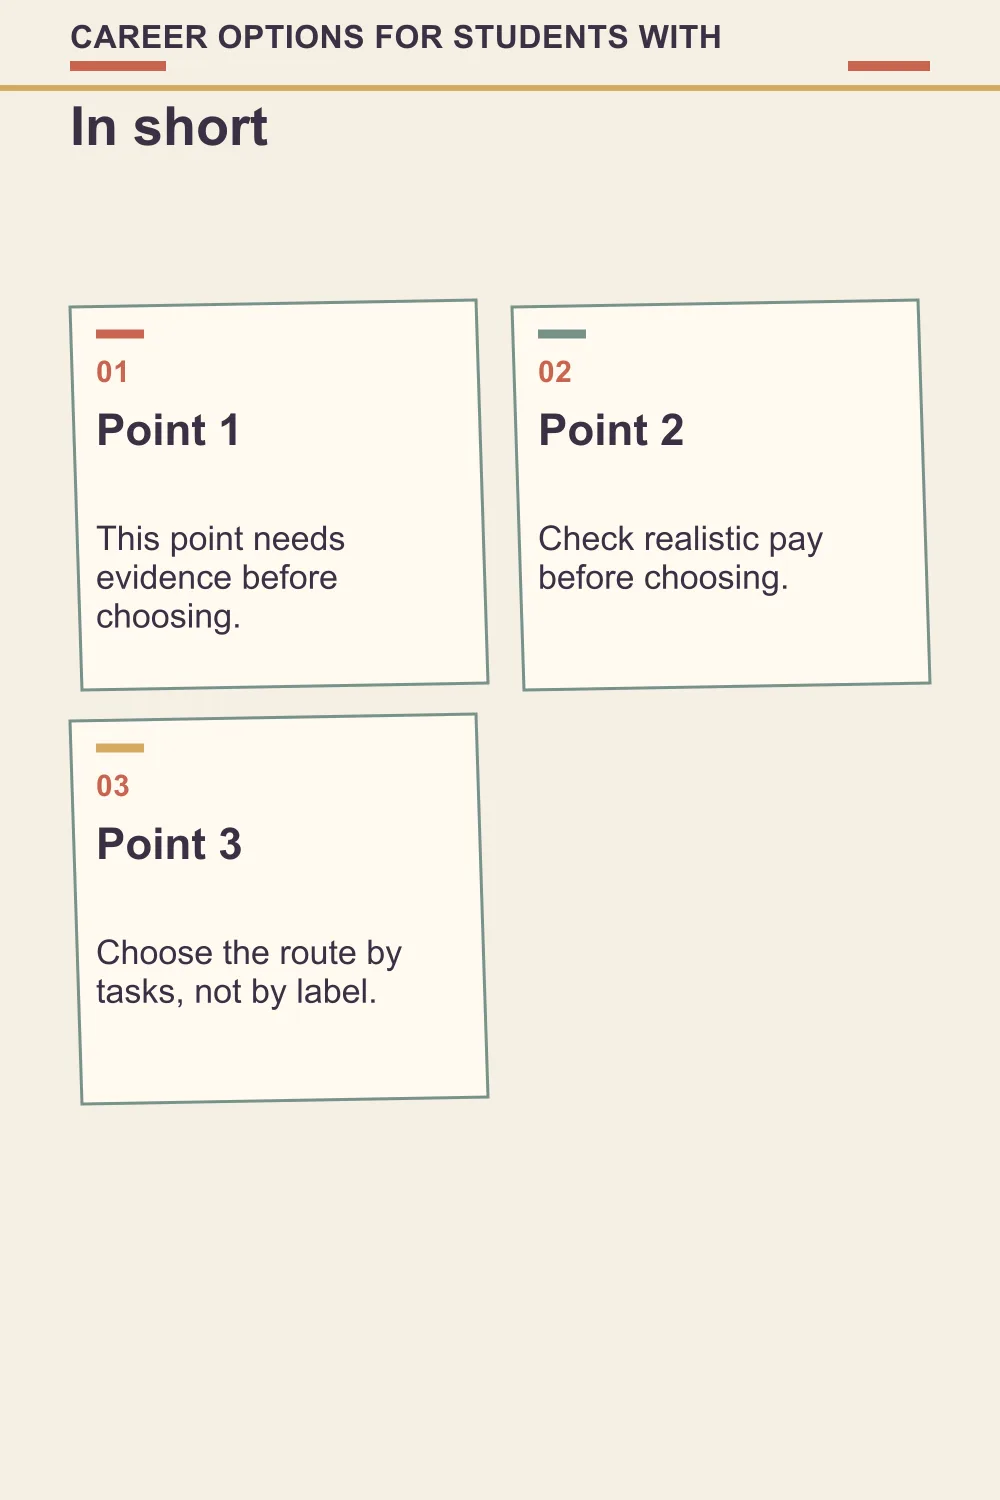 CAREER OPTIONS FOR STUDENTS WITH
In short
01
Point 1
This point needs
evidence before
choosing.
02
Point 2
Check realistic pay
before choosing.
03
Point 3
Choose the route by
tasks, not by label.